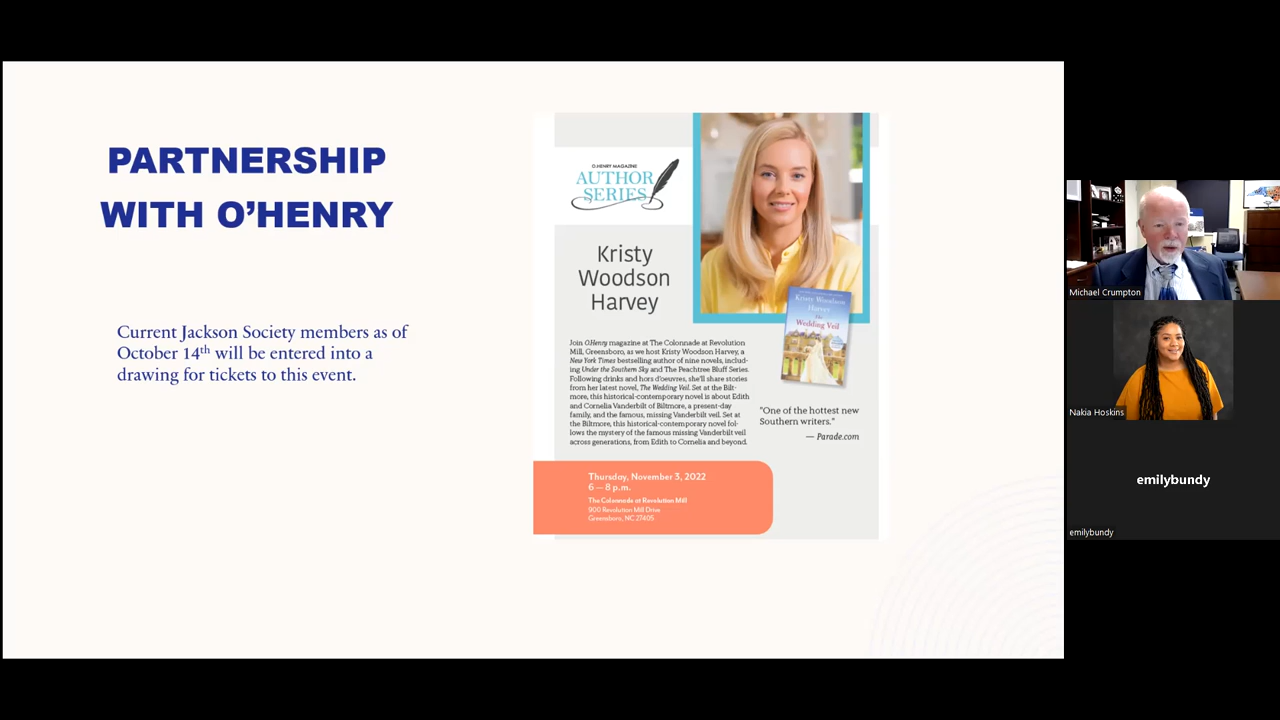 PARTNERSHIP
WITH O'HENRY
Current Jackson Society members as of
October 14th will be entered into a
drawing for tickets to this event.
O.HENRY MAGAZINE
AUTHOR
SERIES
Kristy
Woodson
Harvey
Join O.Henry magazine at The Colonnade at Revolution
Mill, Greensboro, as we host Kristy Woodson Harvey, a
New York Times bestselling author of nine novels, includ-
ing Under the Southern Sky and The Peachtree Bluff Series.
Following drinks and hors d'oeuvres, she'll share stories
from her latest novel, The Wedding Veil. Set at the Bilt-
more, this historical-contemporary novel is about Edith
and Cornelia Vanderbilt of Biltmore, a present-day
family, and the famous, missing Vanderbilt veil. Set at
the Biltmore, this historical-contemporary novel fol-
lows the mystery of the famous missing Vanderbilt veil
across generations, from Edith to Cornelia and beyond.
Kristy Woodson
Harvey
The
Wedding Veil
"One of the hottest new
Southern writers."
— Parade.com
Thursday, November 3, 2022
6 — 8 p.m.
The Colonnade at Revolution Mill
900 Revolution Mill Drive
Greensboro, NC 27405
Michael Crumpton
Nakia Hoskins
emilybundy
emilybundy